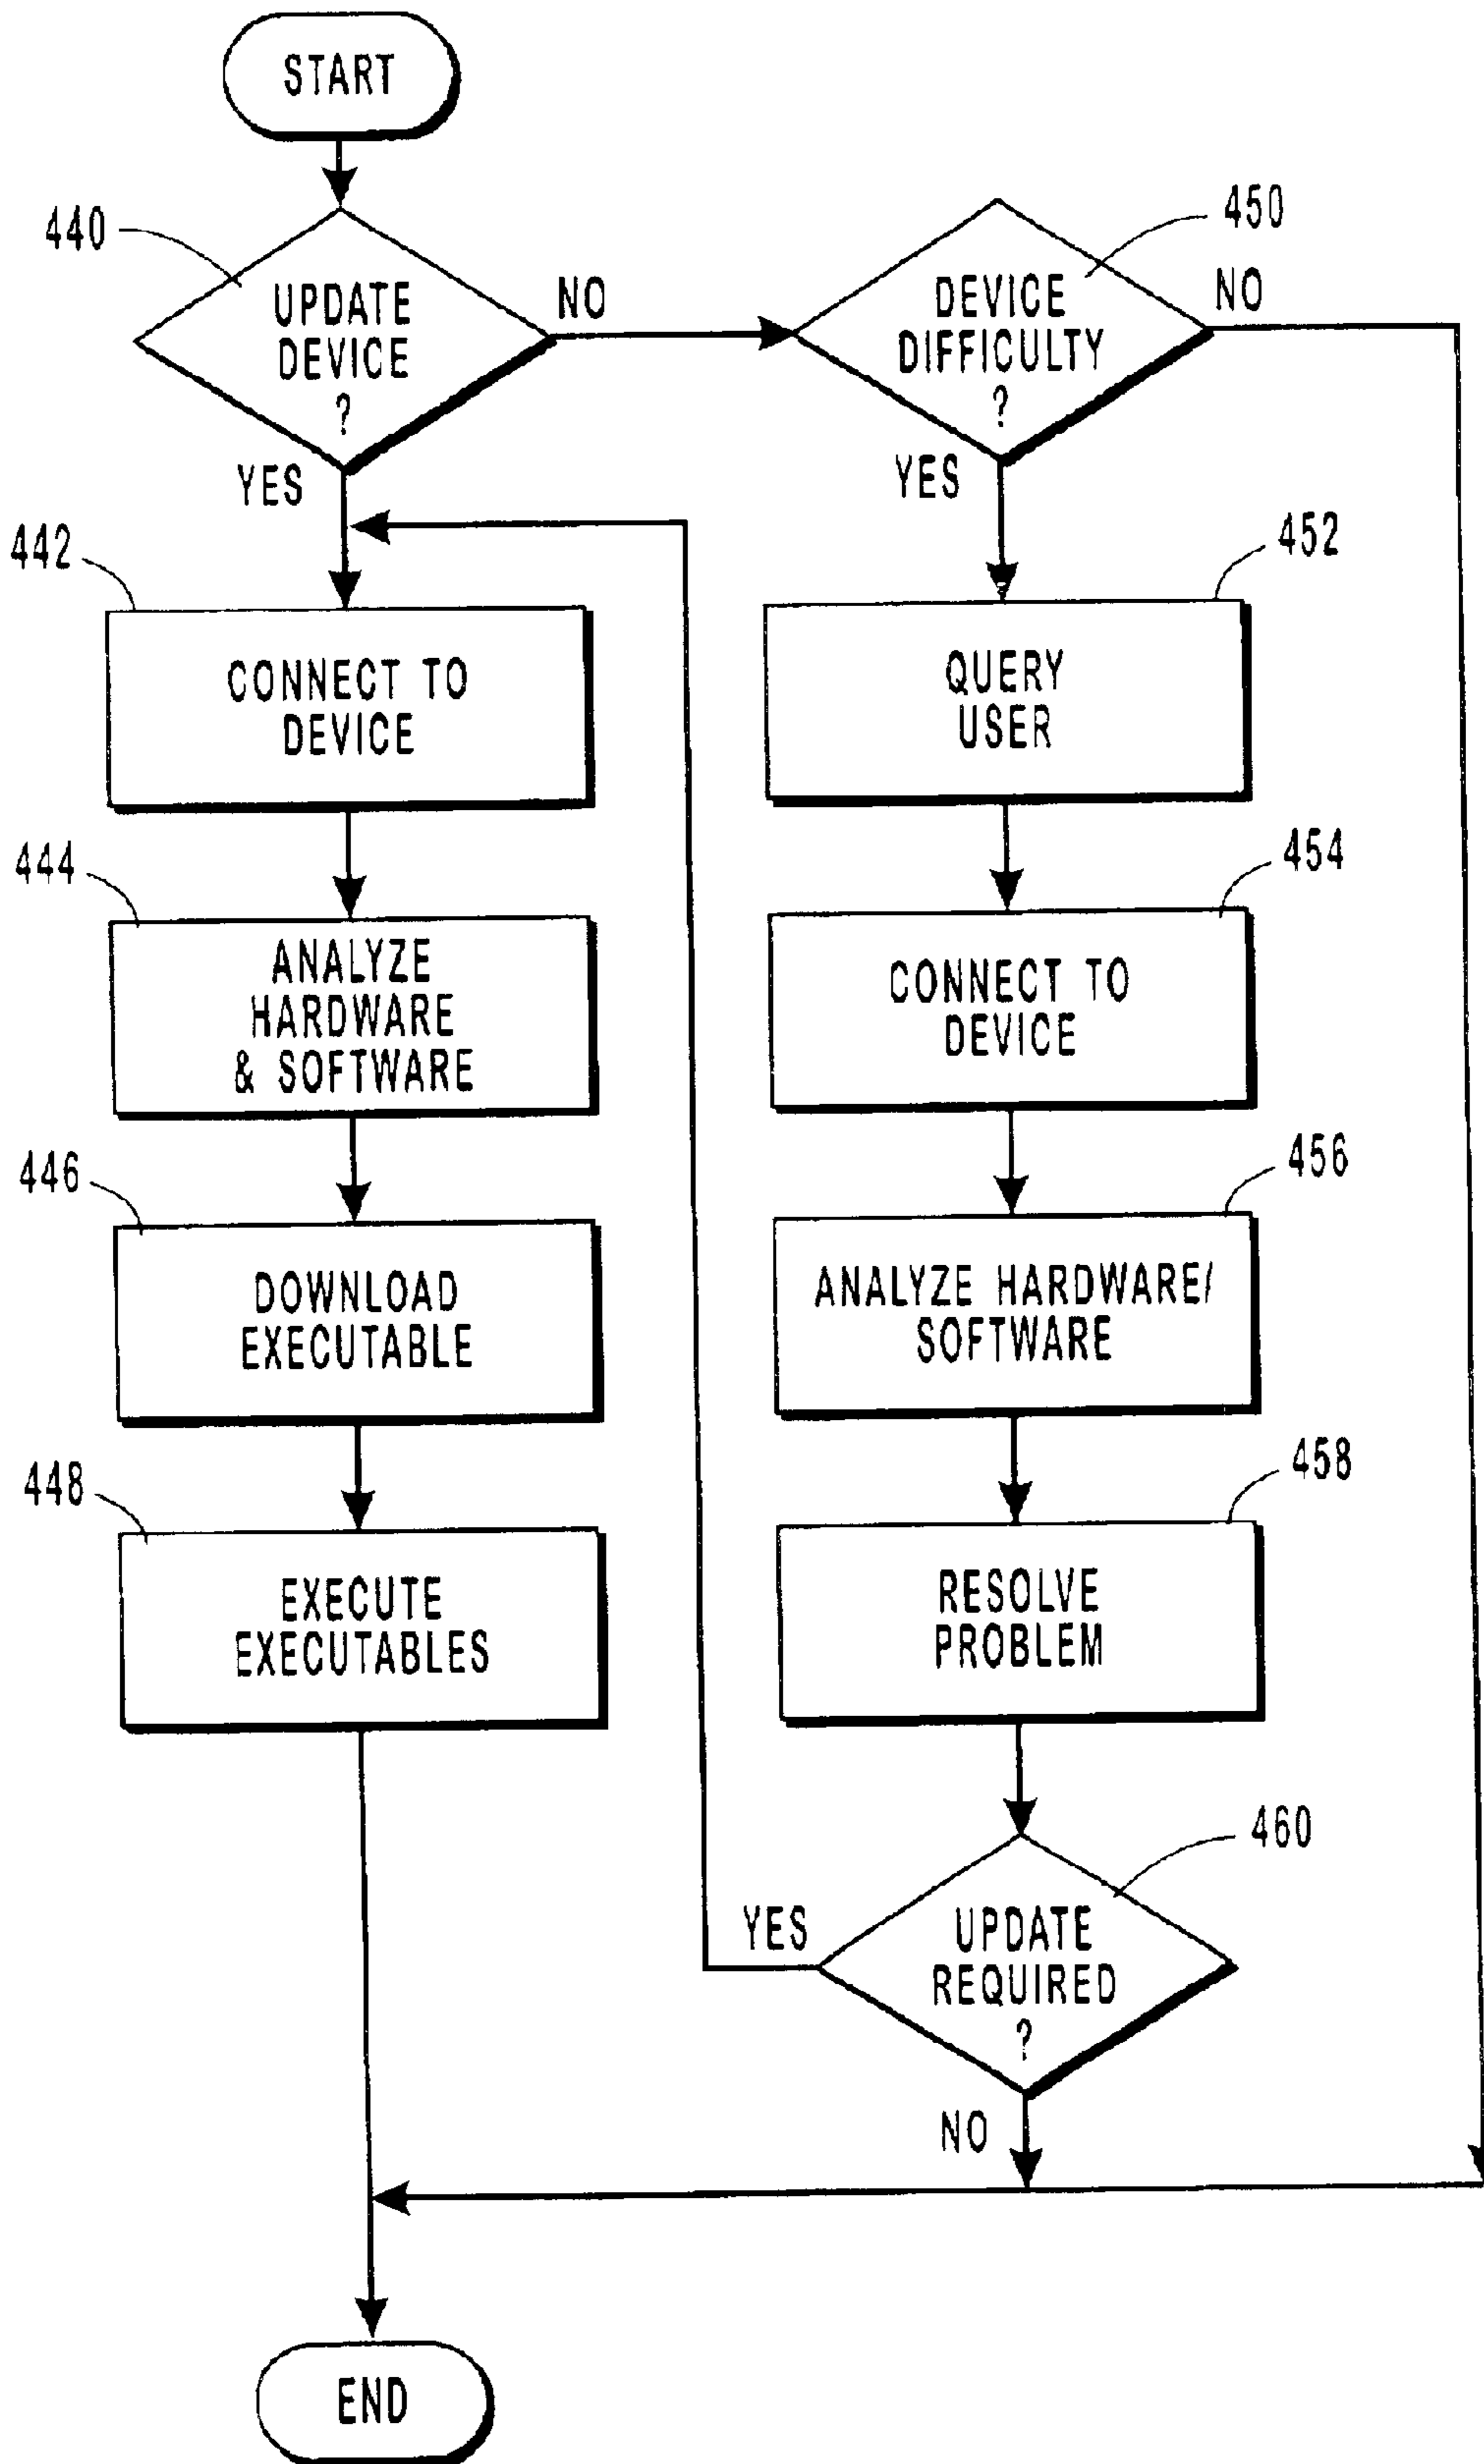 START
440
UPDATE
DEVICE
?
NO
YES
442
CONNECT TO
DEVICE
444
ANALYZE
HARDWARE
& SOFTWARE
446
DOWNLOAD
EXECUTABLE
448
EXECUTE
EXECUTABLES
450
DEVICE
DIFFICULTY
?
NO
YES
452
QUERY
USER
454
CONNECT TO
DEVICE
456
ANALYZE HARDWARE/
SOFTWARE
458
RESOLVE
PROBLEM
460
UPDATE
REQUIRED
?
YES
NO
END